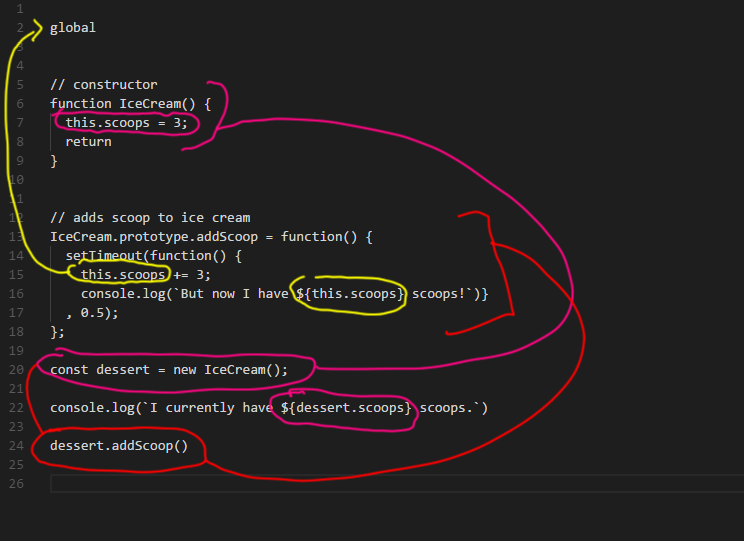 1
2 global
3
4
5 // constructor
6 function IceCream() {
7 this.scoops = 3;
8 return
9 }
10
11
12 // adds scoop to ice cream
13 IceCream.prototype.addScoop = function() {
14 setTimeout(function() {
15 this.scoops += 3;
16 console.log(`But now I have ${this.scoops} scoops!`)}
17 , 0.5);
18 };
19
20 const dessert = new IceCream();
21
22 console.log(`I currently have ${dessert.scoops} scoops.`)
23
24 dessert.addScoop()
25
26